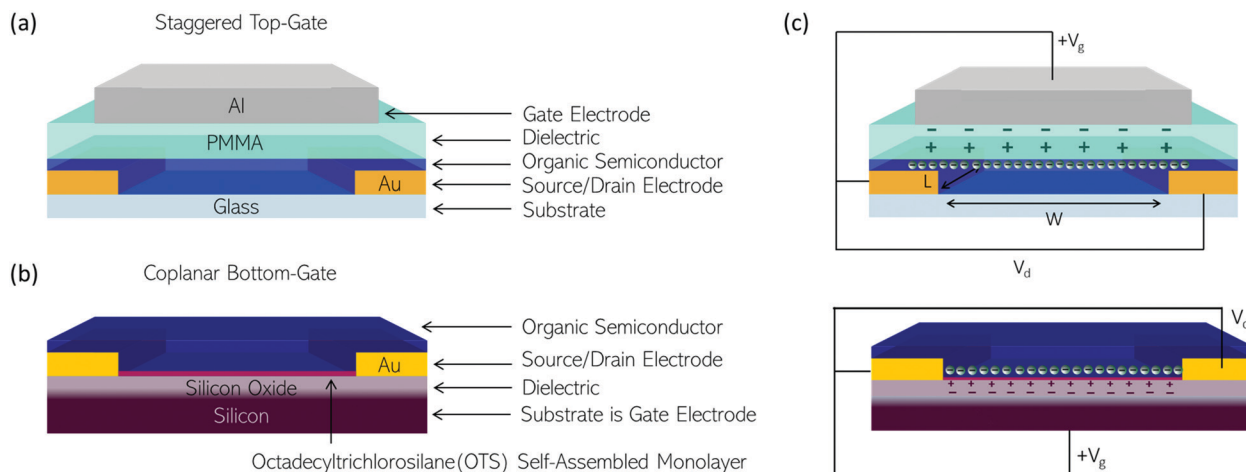 (a)
Staggered Top-Gate
Al
PMMA
Au
Glass
Gate Electrode
Dielectric
Organic Semiconductor
Source/Drain Electrode
Substrate
(b)
Coplanar Bottom-Gate
Au
Silicon Oxide
Silicon
Organic Semiconductor
Source/Drain Electrode
Dielectric
Substrate is Gate Electrode
Octadecyltrichlorosilane(OTS) Self-Assembled Monolayer
(c)
+Vg
- - - - - - -
+ + + + + + +
L
W
Vd
+ + + + + + + + + + + +
- - - - - - - - - - - -
+Vg